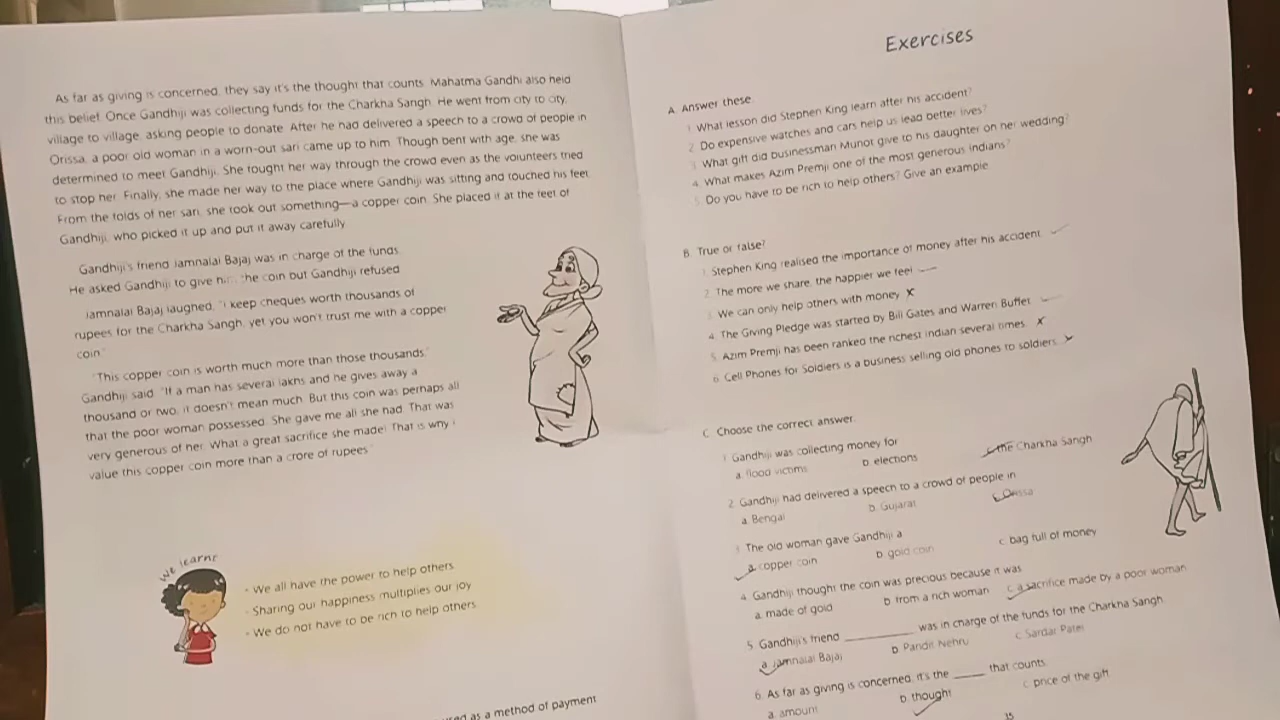 As far as giving is concerned, they say it's the thought that counts. Mahatma Gandhi also held
this belief. Once Gandhiji was collecting funds for the Charkha Sangh. He went from city to city,
village to village, asking people to donate. After he had delivered a speech to a crowd of people in
Orissa, a poor old woman in a worn-out sari came up to him. Though bent with age, she was
determined to meet Gandhiji. She fought her way through the crowd even as the volunteers tried
to stop her. Finally, she made her way to the place where Gandhiji was sitting and touched his feet.
From the folds of her sari, she took out something—a copper coin. She placed it at the feet of
Gandhiji, who picked it up and put it away carefully.
Gandhiji's friend Jamnalal Bajaj was in charge of the funds.
He asked Gandhiji to give him the coin but Gandhiji refused.
Jamnalal Bajaj laughed, "I keep cheques worth thousands of
rupees for the Charkha Sangh, yet you won't trust me with a copper
coin."
"This copper coin is worth much more than those thousands,"
Gandhiji said. "If a man has several lakhs and he gives away a
thousand or two, it doesn't mean much. But this coin was perhaps all
that the poor woman possessed. She gave me all she had. That was
very generous of her. What a great sacrifice she made! That is why I
value this copper coin more than a crore of rupees."
We learnt
- We all have the power to help others.
- Sharing our happiness multiplies our joy.
- We do not have to be rich to help others.
as a method of payment
Exercises
A. Answer these.
1. What lesson did Stephen King learn after his accident?
2. Do expensive watches and cars help us lead better lives?
3. What gift did businessman Munot give to his daughter on her wedding?
4. What makes Azim Premji one of the most generous Indians?
5. Do you have to be rich to help others? Give an example.
B. True or false?
1. Stephen King realised the importance of money after his accident.
2. The more we share, the happier we feel.
3. We can only help others with money. x
4. The Giving Pledge was started by Bill Gates and Warren Buffet.
5. Azim Premji has been ranked the richest Indian several times. x
6. Cell Phones for Soldiers is a business selling old phones to soldiers.
C. Choose the correct answer.
1. Gandhiji was collecting money for
a. flood victims b. elections c. the Charkha Sangh
2. Gandhiji had delivered a speech to a crowd of people in
a. Bengal b. Gujarat c. Orissa
3. The old woman gave Gandhiji a
a. copper coin b. gold coin c. bag full of money
4. Gandhiji thought the coin was precious because it was
a. made of gold b. from a rich woman c. a sacrifice made by a poor woman
5. Gandhiji's friend ________ was in charge of the funds for the Charkha Sangh.
a. Jamnalal Bajaj b. Pandit Nehru c. Sardar Patel
6. As far as giving is concerned, it's the ____ that counts.
a. amount b. thought c. price of the gift
15